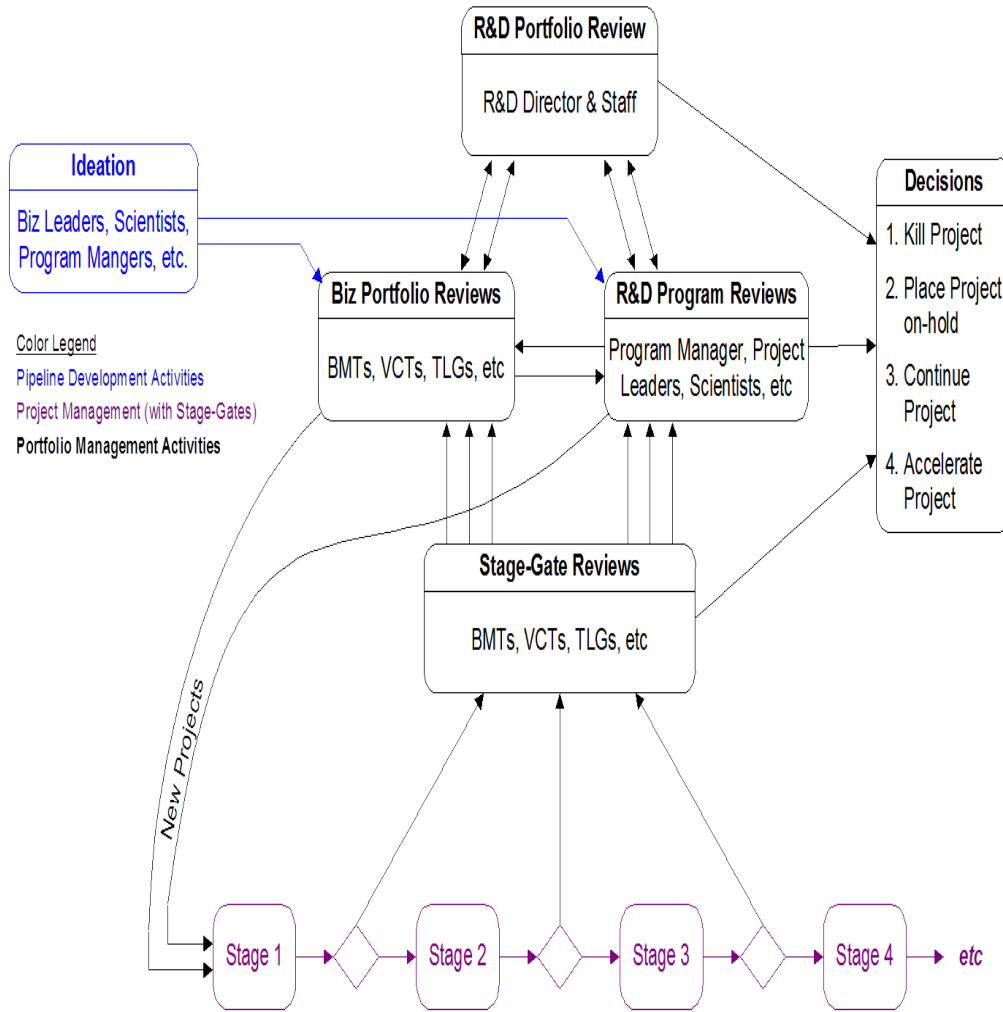 R&D Portfolio Review
R&D Director & Staff
Ideation
Biz Leaders, Scientists,
Program Mangers, etc.
Decisions
1. Kill Project
2. Place Project
on-hold
3. Continue
Project
4. Accelerate
Project
Biz Portfolio Reviews
BMTs, VCTs, TLGs, etc
R&D Program Reviews
Program Manager, Project
Leaders, Scientists, etc
Color Legend
Pipeline Development Activities
Project Management (with Stage-Gates)
Portfolio Management Activities
Stage-Gate Reviews
BMTs, VCTs, TLGs, etc
New Projects
Stage 1
Stage 2
Stage 3
Stage 4
etc